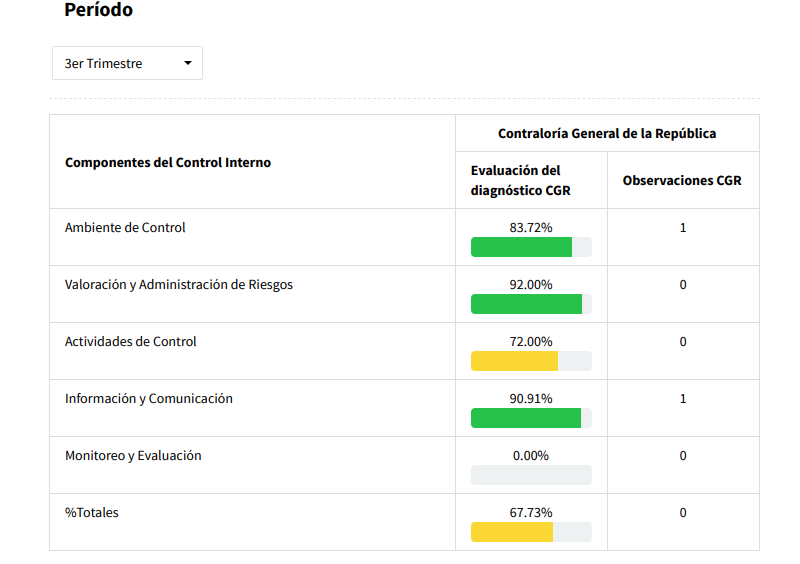 Período
3er Trimestre
Componentes del Control Interno
Contraloría General de la República
Evaluación del
diagnóstico CGR
Observaciones CGR
Ambiente de Control
83.72%
1
Valoración y Administración de Riesgos
92.00%
0
Actividades de Control
72.00%
0
Información y Comunicación
90.91%
1
Monitoreo y Evaluación
0.00%
0
%Totales
67.73%
0